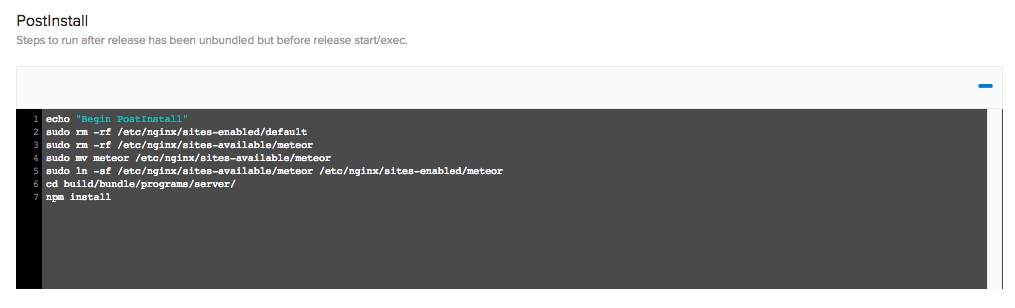 PostInstall
Steps to run after release has been unbundled but before release start/exec.
1 echo "Begin PostInstall"
2 sudo rm -rf /etc/nginx/sites-enabled/default
3 sudo rm -rf /etc/nginx/sites-available/meteor
4 sudo mv meteor /etc/nginx/sites-available/meteor
5 sudo ln -sf /etc/nginx/sites-available/meteor /etc/nginx/sites-enabled/meteor
6 cd build/bundle/programs/server/
7 npm install